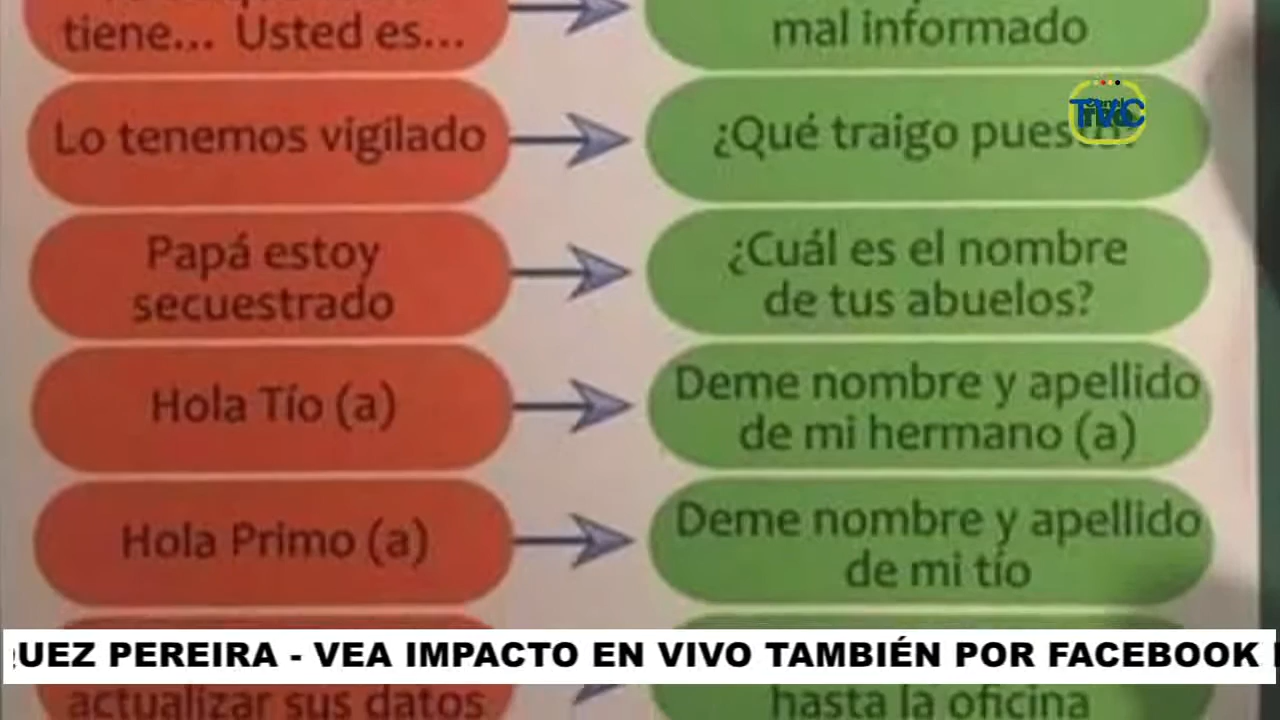 tiene... Usted es...
mal informado
Lo tenemos vigilado
¿Qué traigo
TVC
Papá estoy
secuestrado
¿Cuál es el nombre
de tus abuelos?
Hola Tío (a)
Deme nombre y apellido
de mi hermano (a)
Hola Primo (a)
Deme nombre y apellido
de mi tío
PEREIRA - VEA IMPACTO EN VIVO TAMBIÉN POR FACEBOOK
actualizar sus datos
hasta la oficina